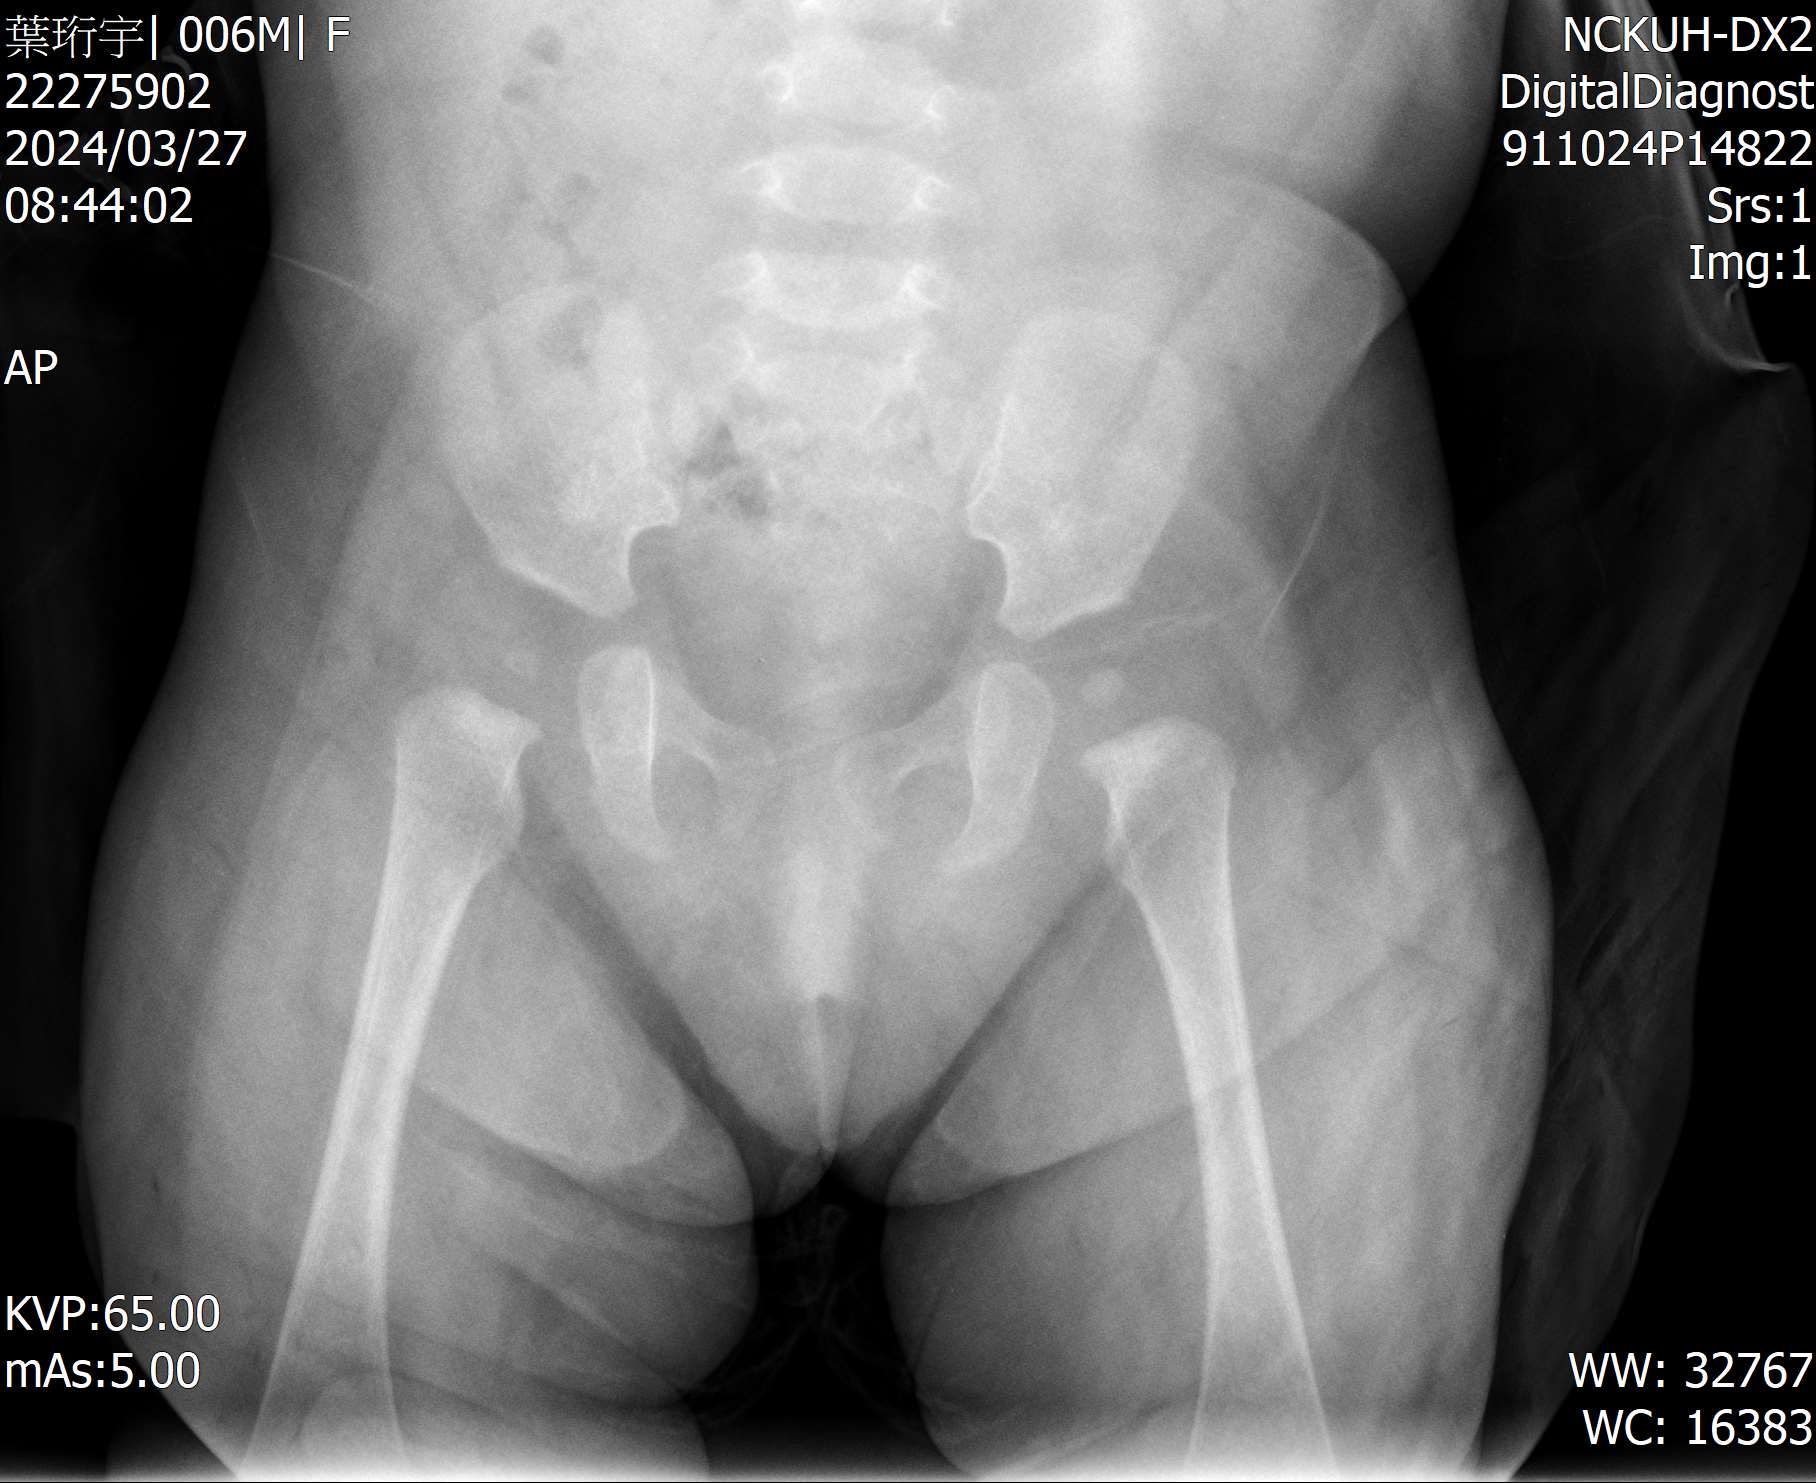 葉珩宇| 006M| F
22275902
2024/03/27
08:44:02
AP
NCKUH-DX2
DigitalDiagnost
911024P14822
Srs:1
Img:1
KVP:65.00
mAs:5.00
WW: 32767
WC: 16383